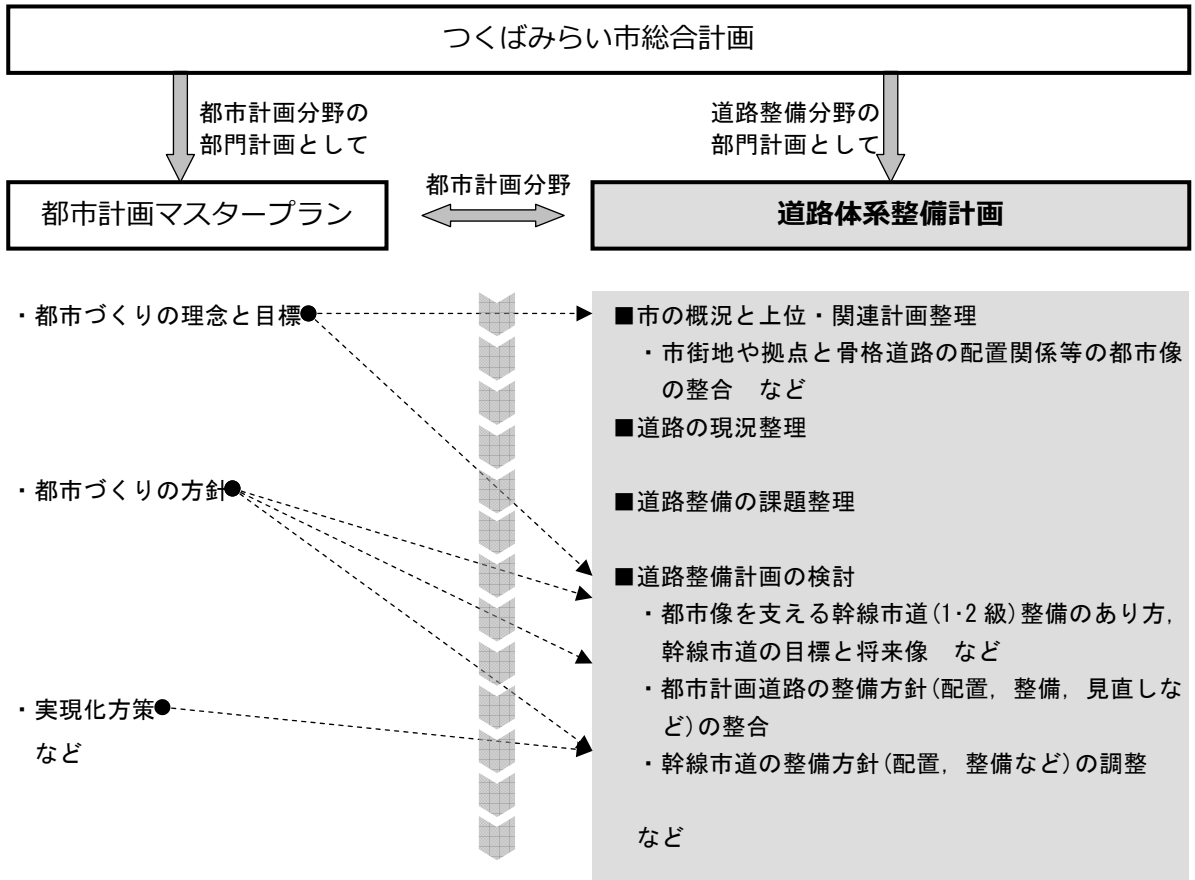 つくばみらい市総合計画
都市計画分野の
部門計画として
道路整備分野の
部門計画として
都市計画マスタープラン
都市計画分野
道路体系整備計画
・都市づくりの理念と目標
・都市づくりの方針
・実現化方策
など
■市の概況と上位・関連計画整理
・市街地や拠点と骨格道路の配置関係等の都市像
の整合　など
■道路の現況整理
■道路整備の課題整理
■道路整備計画の検討
・都市像を支える幹線市道(1・2級)整備のあり方，
幹線市道の目標と将来像　など
・都市計画道路の整備方針(配置，整備，見直しな
ど)の整合
・幹線市道の整備方針(配置，整備など)の調整
など